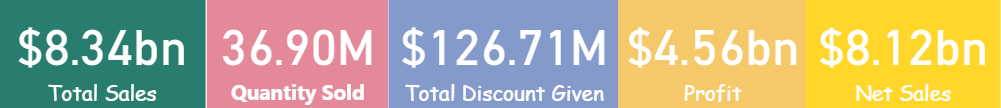 $8.34bn 36.90M $126.71M $4.56bn $8.12bn
Total Sales Quantity Sold Total Discount Given Profit Net Sales